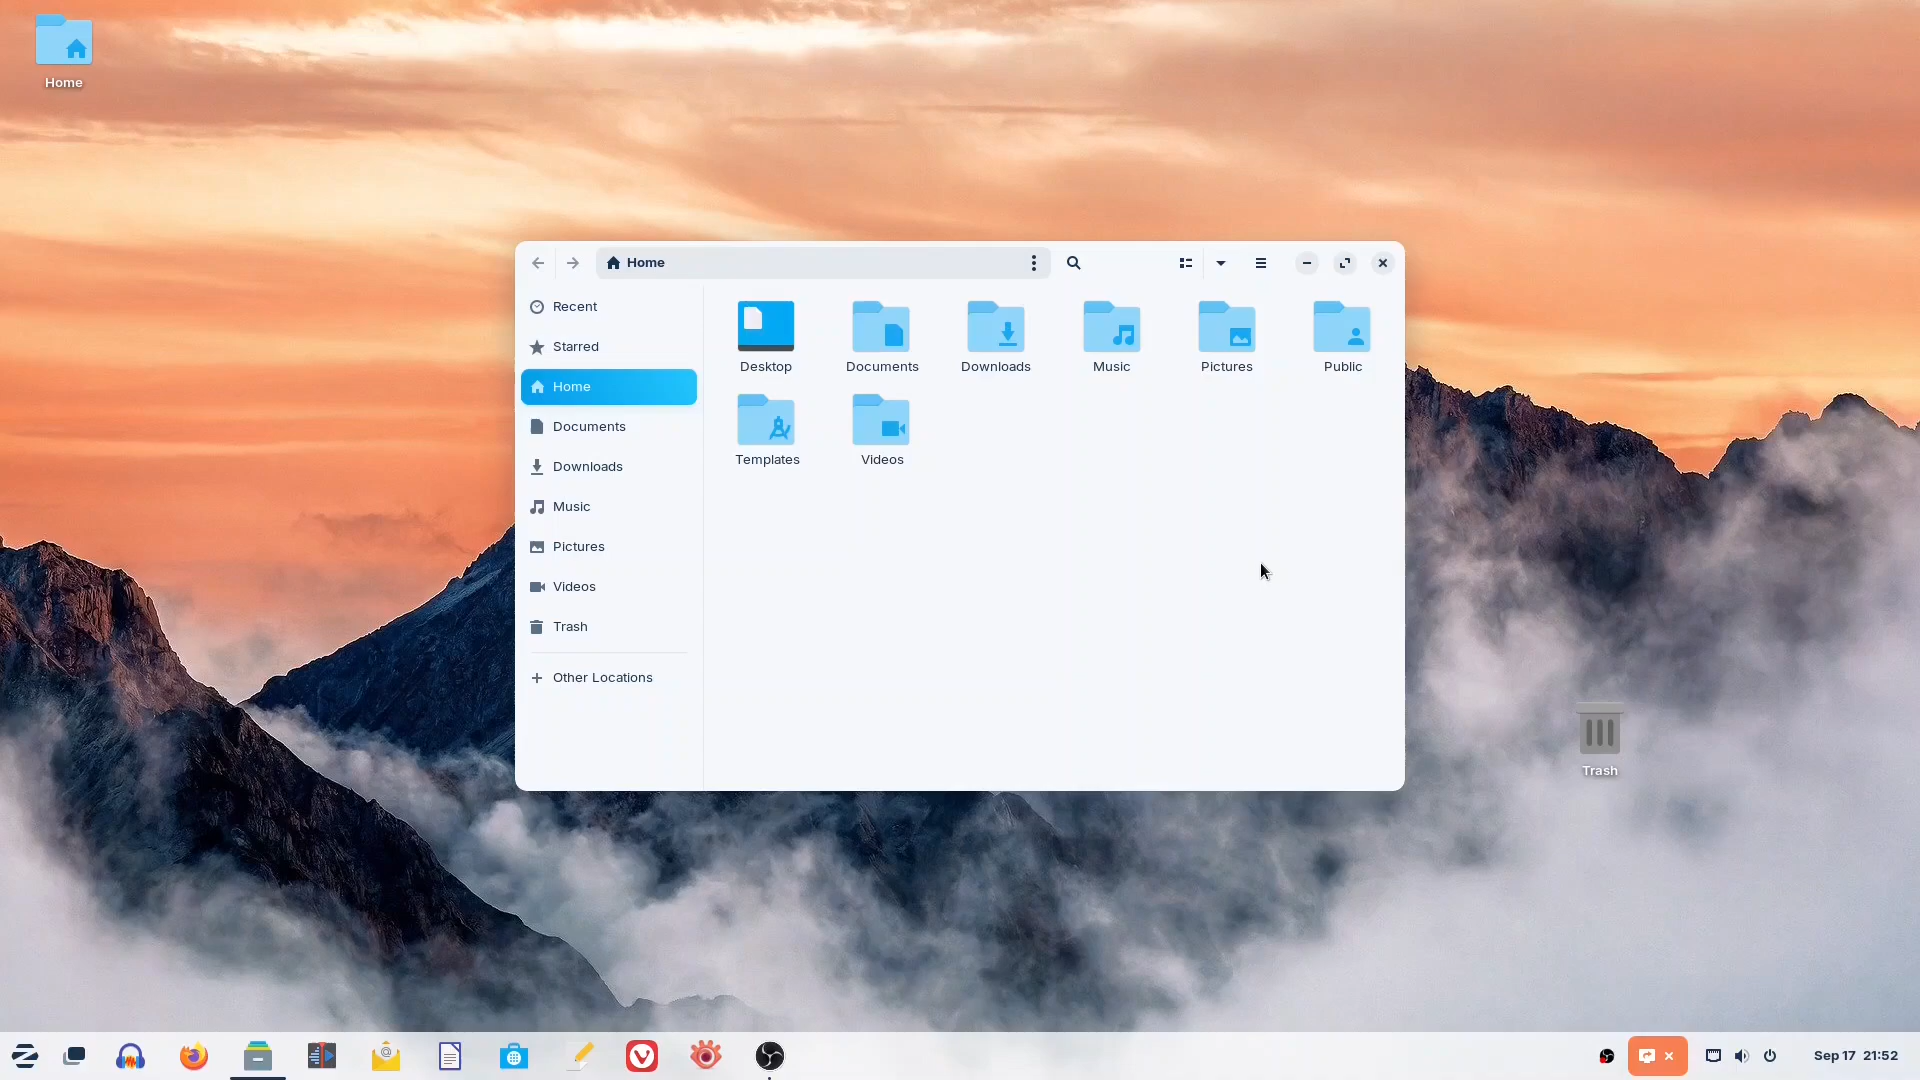 Home
Home
Recent
Starred
Home
Documents
Downloads
Music
Pictures
Videos
Trash
Other Locations
Desktop
Documents
Downloads
Music
Pictures
Public
Templates
Videos
Trash
Sep 17 21:52